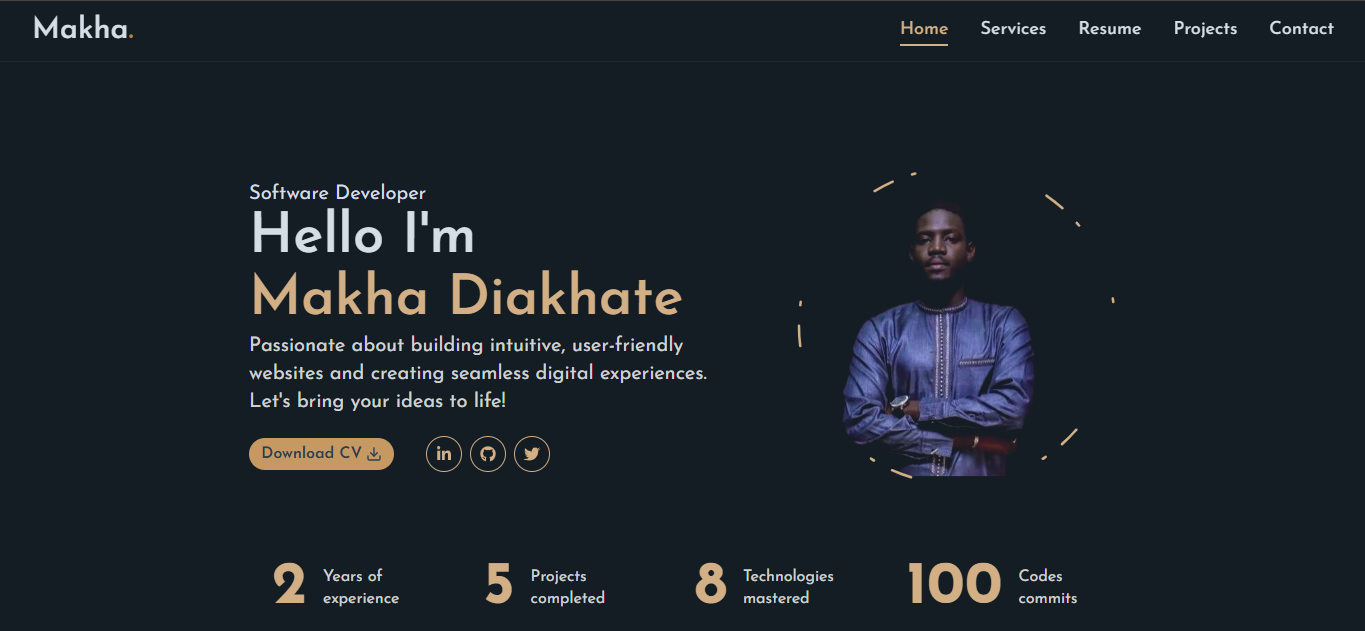 Makha.
Home Services Resume Projects Contact
Software Developer
Hello I'm
Makha Diakhate
Passionate about building intuitive, user-friendly
websites and creating seamless digital experiences.
Let's bring your ideas to life!
Download CV
in
2 Years of
experience
5 Projects
completed
8 Technologies
mastered
100 Codes
commits